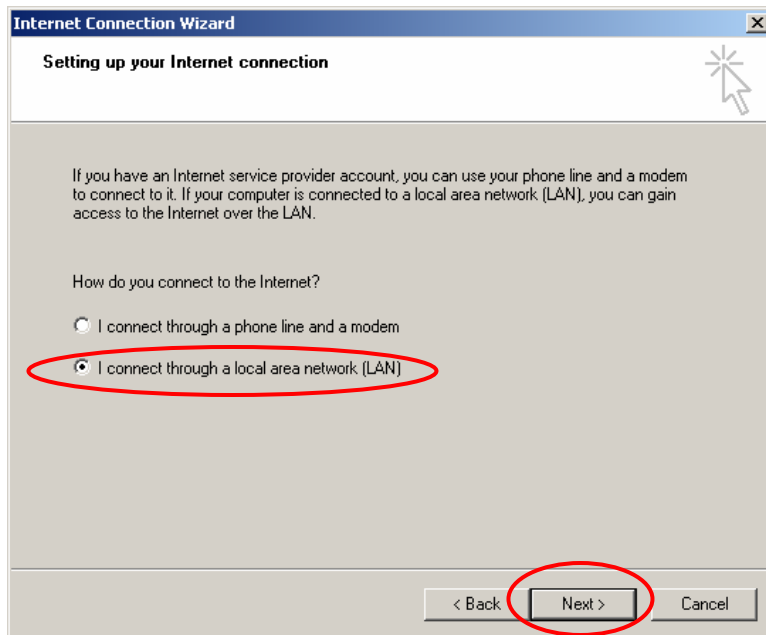 Internet Connection Wizard
Setting up your Internet connection
If you have an Internet service provider account, you can use your phone line and a modem
to connect to it. If your computer is connected to a local area network (LAN), you can gain
access to the Internet over the LAN.
How do you connect to the Internet?
I connect through a phone line and a modem
I connect through a local area network (LAN)
< Back Next > Cancel